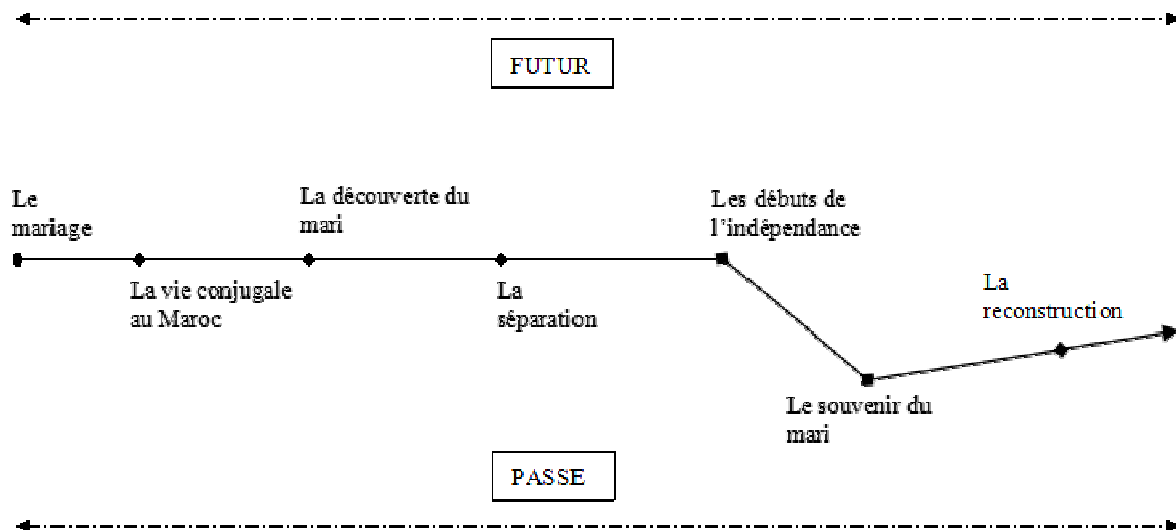 FUTUR
Le
mariage
La découverte du
mari
Les débuts de
l'indépendance
La vie conjugale
au Maroc
La
séparation
La
reconstruction
Le souvenir du
mari
PASSE